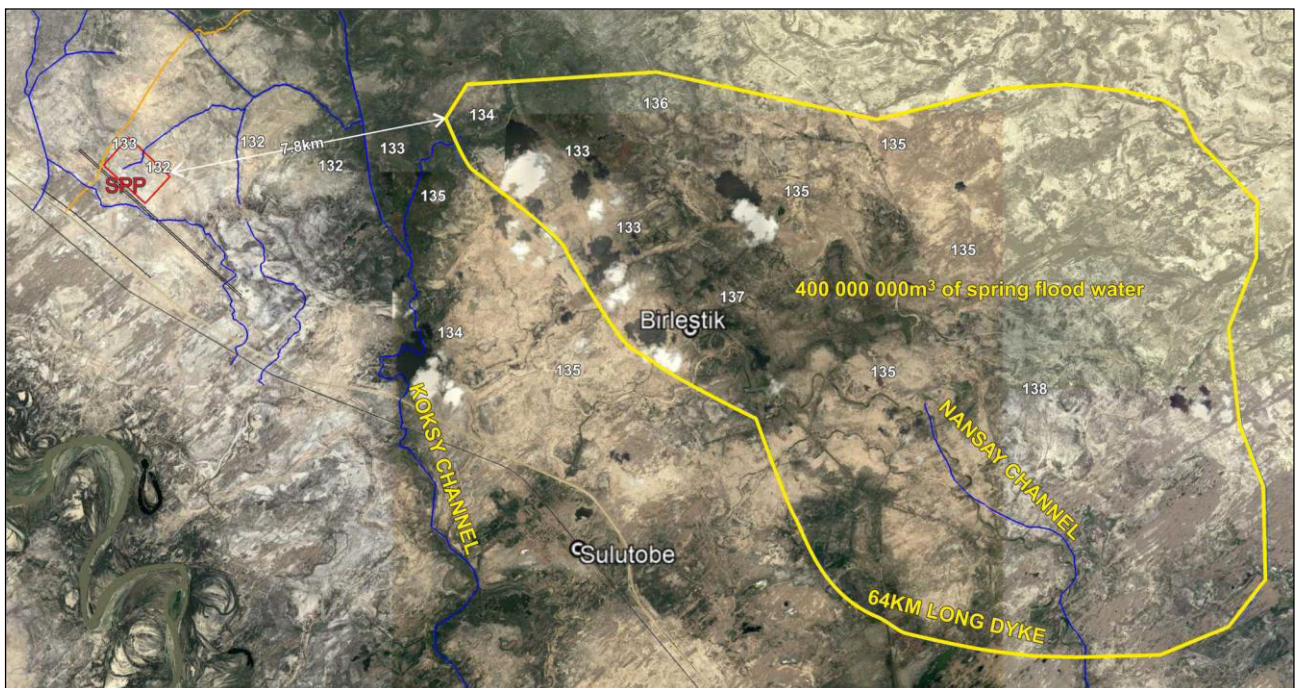 134
136
133
132
7.8km
132
133
133
135
132
SPP
135
135
133
135
400 000 000m³ of spring flood water
137
Birlestik
134
135
135
138
KOKSY CHANNEL
NANSAY CHANNEL
Sulutobe
64KM LONG DYKE